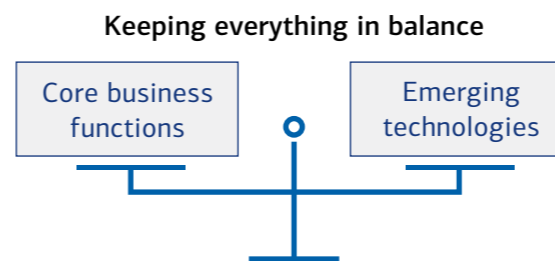 Keeping everything in balance
Core business
functions
Emerging
technologies